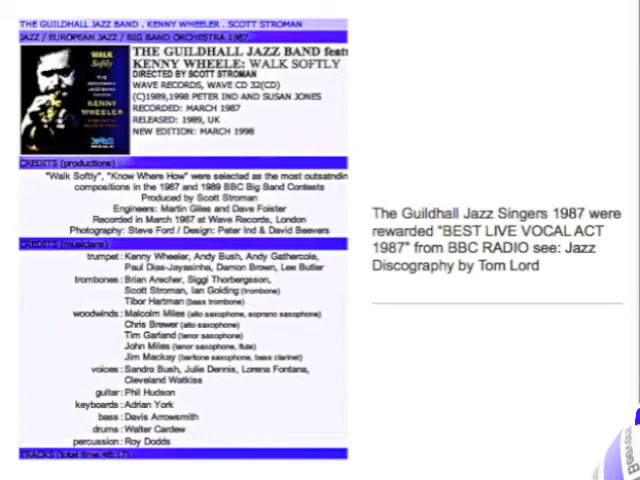 THE GUILDHALL JAZZ BAND . KENNY WHEELER . SCOTT STROMAN
JAZZ / EUROPEAN JAZZ / BIG BAND ORCHESTRA 1987
WALK
Softly
THE
GUILDHALL
JAZZ BAND
KENNY
WHEELER
THE GUILDHALL JAZZ BAND featu
KENNY WHEELE: WALK SOFTLY
DIRECTED BY SCOTT STROMAN
WAVE RECORDS, WAVE CD 32(CD)
(C)1989,1998 PETER IND AND SUSAN JONES
RECORDED: MARCH 1987
RELEASED: 1989, UK
NEW EDITION: MARCH 1998
CREDITS (productions) :
"Walk Softly", "Know Where How" were selected as the most outsatndin
compositions in the 1987 and 1989 BBC Big Band Contests
Produced by Scott Stroman
Engineers: Martin Giles and Dave Foister
Recorded in March 1987 at Wave Records, London
Photography: Steve Ford / Design: Peter Ind & David Beevers
CREDITS (musicians) :
trumpet : Kenny Wheeler, Andy Bush, Andy Gathercole,
Paul Dias-Jayasinha, Damon Brown, Lee Butler
trombones : Brian Arecher, Siggi Thorbergsson,
Scott Stroman, Ian Golding (trombone)
Tibor Hartman (bass trombone)
woodwinds : Malcolm Miles (alto saxophone, soprano saxophone)
Chris Brewer (alto saxophone)
Tim Garland (tenor saxophone)
John Miles (tenor saxophone, flute)
Jim Mackay (baritone saxophone, bass clarinet)
voices : Sandra Bush, Julie Dennis, Lorena Fontana,
Cleveland Watkiss
guitar : Phil Hudson
keyboards : Adrian York
bass : Davis Arrowsmith
drums : Walter Cardew
percussion : Roy Dodds
TRACKS (total time 48:17)
The Guildhall Jazz Singers 1987 were
rewarded "BEST LIVE VOCAL ACT
1987" from BBC RADIO see: Jazz
Discography by Tom Lord